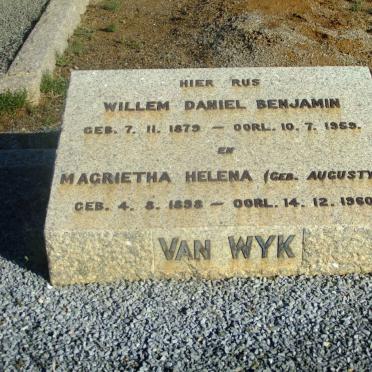 HIER RUS
WILLEM DANIEL BENJAMIN
GEB. 7. 11. 1879 — OORL. 10. 7. 1959.
EN
MAGRIETHA HELENA (GEB. AUGUSTY
GEB. 4. 8. 1898 — OORL. 14. 12. 1960
VAN WYK